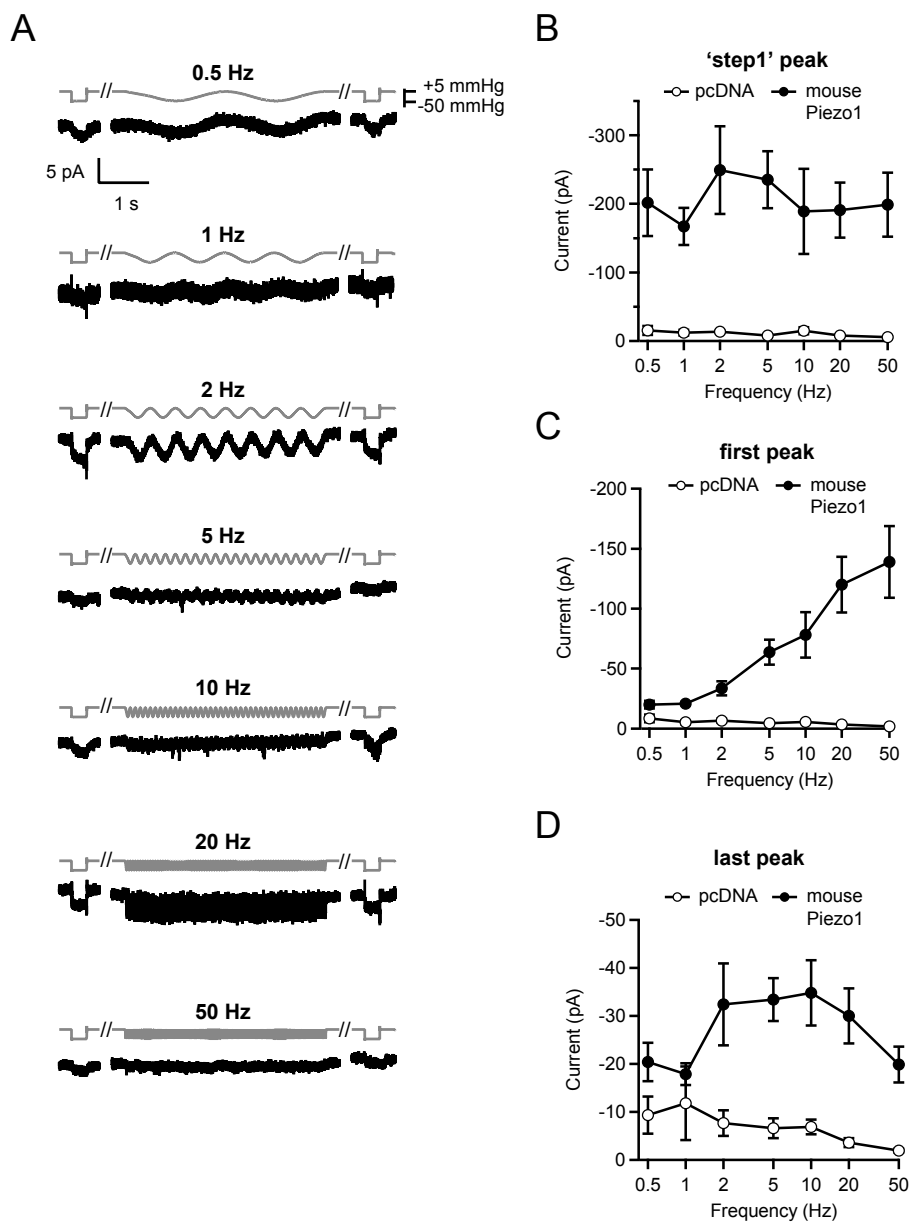 A
0.5 Hz
+5 mmHg
-50 mmHg
5 pA
1 s
1 Hz
2 Hz
5 Hz
10 Hz
20 Hz
50 Hz
B
'step1' peak
pcDNA mouse
Piezo1
-300
-200
-100
0
Current (pA)
0.5 1 2 5 10 20 50
Frequency (Hz)
C
first peak
pcDNA mouse
Piezo1
-200
-150
-100
-50
0
Current (pA)
0.5 1 2 5 10 20 50
Frequency (Hz)
D
last peak
pcDNA mouse
Piezo1
-50
-40
-30
-20
-10
0
Current (pA)
0.5 1 2 5 10 20 50
Frequency (Hz)